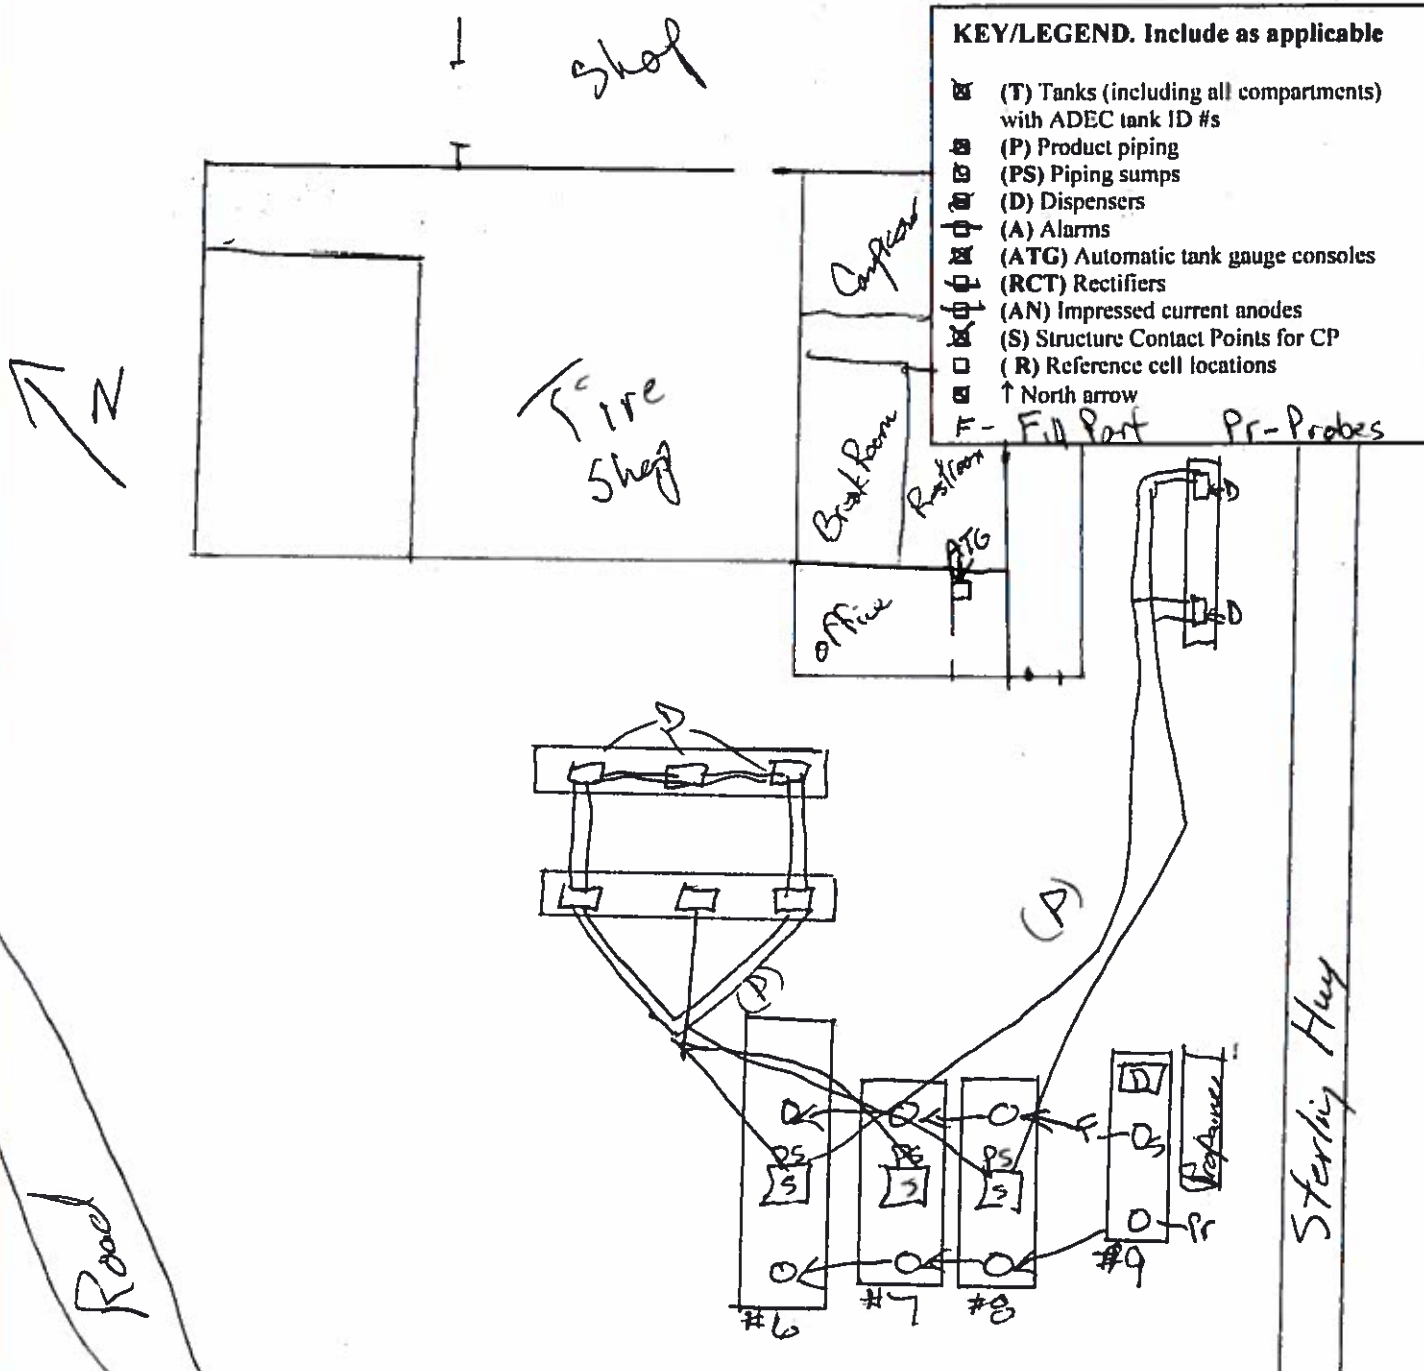 Shop
KEY/LEGEND. Include as applicable
(T) Tanks (including all compartments)
with ADEC tank ID #s
(P) Product piping
(PS) Piping sumps
(D) Dispensers
(A) Alarms
(ATG) Automatic tank gauge consoles
(RCT) Rectifiers
(AN) Impressed current anodes
(S) Structure Contact Points for CP
(R) Reference cell locations
↑ North arrow
F - Fill Port Pr-Probes
N
Tire
Shop
Break Room
Restroom
ATG
office
D
D
D
(P)
(P)
D
F
S
PS
PS
PS
S
S
S
Pr
Propane
#9
#6
#7
#8
Sterling Hwy
Road